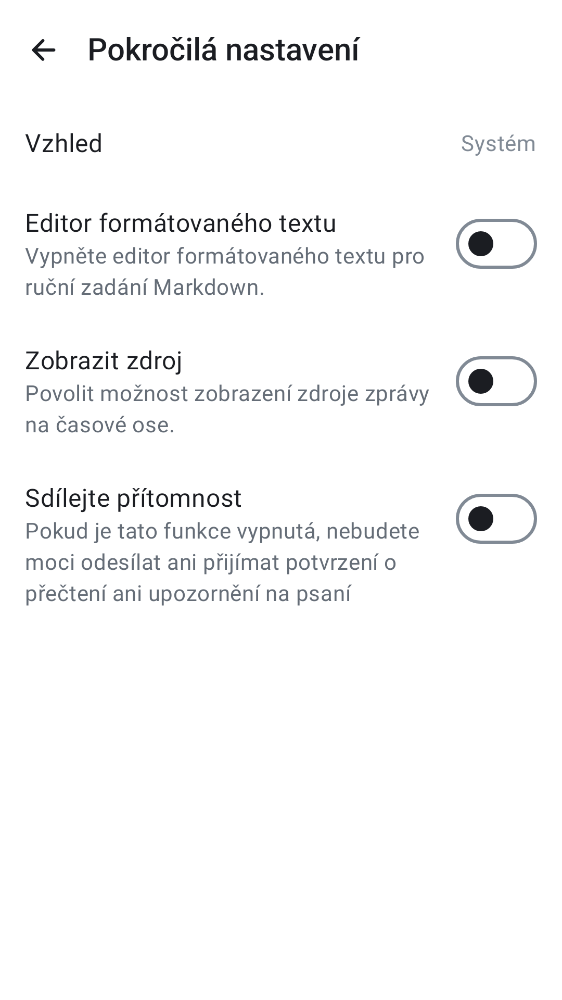 Pokročilá nastavení
Vzhled Systém
Editor formátovaného textu
Vypněte editor formátovaného textu pro
ruční zadání Markdown.
Zobrazit zdroj
Povolit možnost zobrazení zdroje zprávy
na časové ose.
Sdílejte přítomnost
Pokud je tato funkce vypnutá, nebudete
moci odesílat ani přijímat potvrzení o
přečtení ani upozornění na psaní